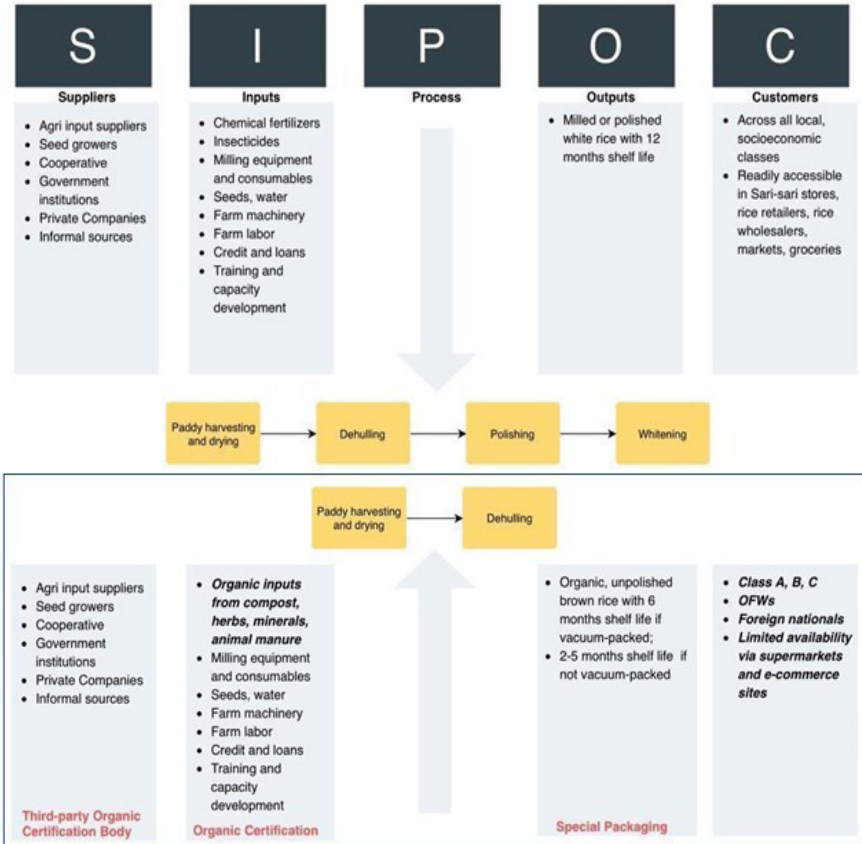 S
I
P
O
C
Suppliers
Inputs
Process
Outputs
Customers
• Agri input suppliers
• Seed growers
• Cooperative
• Government
institutions
• Private Companies
• Informal sources
• Chemical fertilizers
• Insecticides
• Milling equipment
and consumables
• Seeds, water
• Farm machinery
• Farm labor
• Credit and loans
• Training and
capacity
development
• Milled or polished
white rice with 12
months shelf life
• Across all local,
socioeconomic
classes
• Readily accessible
in Sari-sari stores,
rice retailers, rice
wholesalers,
markets, groceries
Paddy harvesting
and drying
Dehulling
Polishing
Whitening
Paddy harvesting
and drying
Dehulling
• Agri input suppliers
• Seed growers
• Cooperative
• Government
institutions
• Private Companies
• Informal sources
Third-party Organic
Certification Body
• Organic inputs
from compost,
herbs, minerals,
animal manure
• Milling equipment
and consumables
• Seeds, water
• Farm machinery
• Farm labor
• Credit and loans
• Training and
capacity
development
Organic Certification
• Organic, unpolished
brown rice with 6
months shelf life if
vacuum-packed;
• 2-5 months shelf life if
not vacuum-packed
Special Packaging
• Class A, B, C
• OFWs
• Foreign nationals
• Limited availability
via supermarkets
and e-commerce
sites